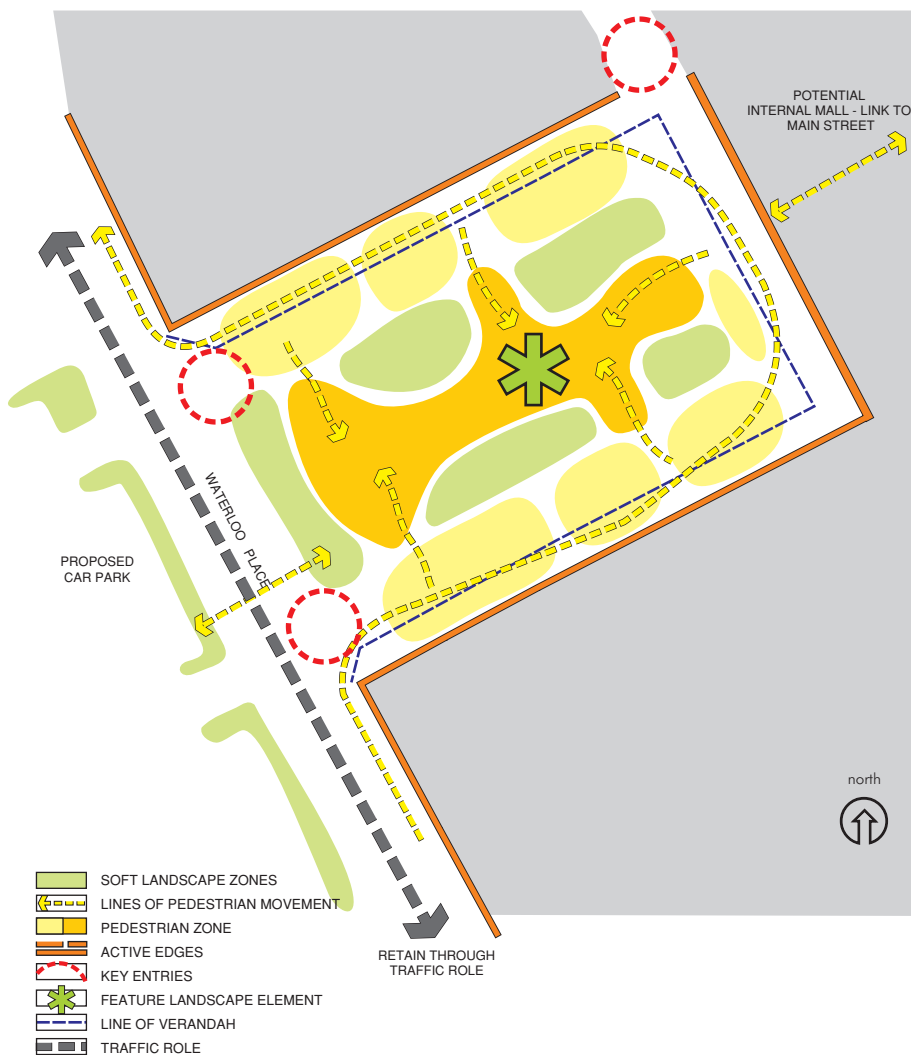 POTENTIAL
INTERNAL MALL - LINK TO
MAIN STREET
WATERLOO PLACE
PROPOSED
CAR PARK
north
SOFT LANDSCAPE ZONES
LINES OF PEDESTRIAN MOVEMENT
PEDESTRIAN ZONE
ACTIVE EDGES
KEY ENTRIES
FEATURE LANDSCAPE ELEMENT
LINE OF VERANDAH
TRAFFIC ROLE
RETAIN THROUGH
TRAFFIC ROLE